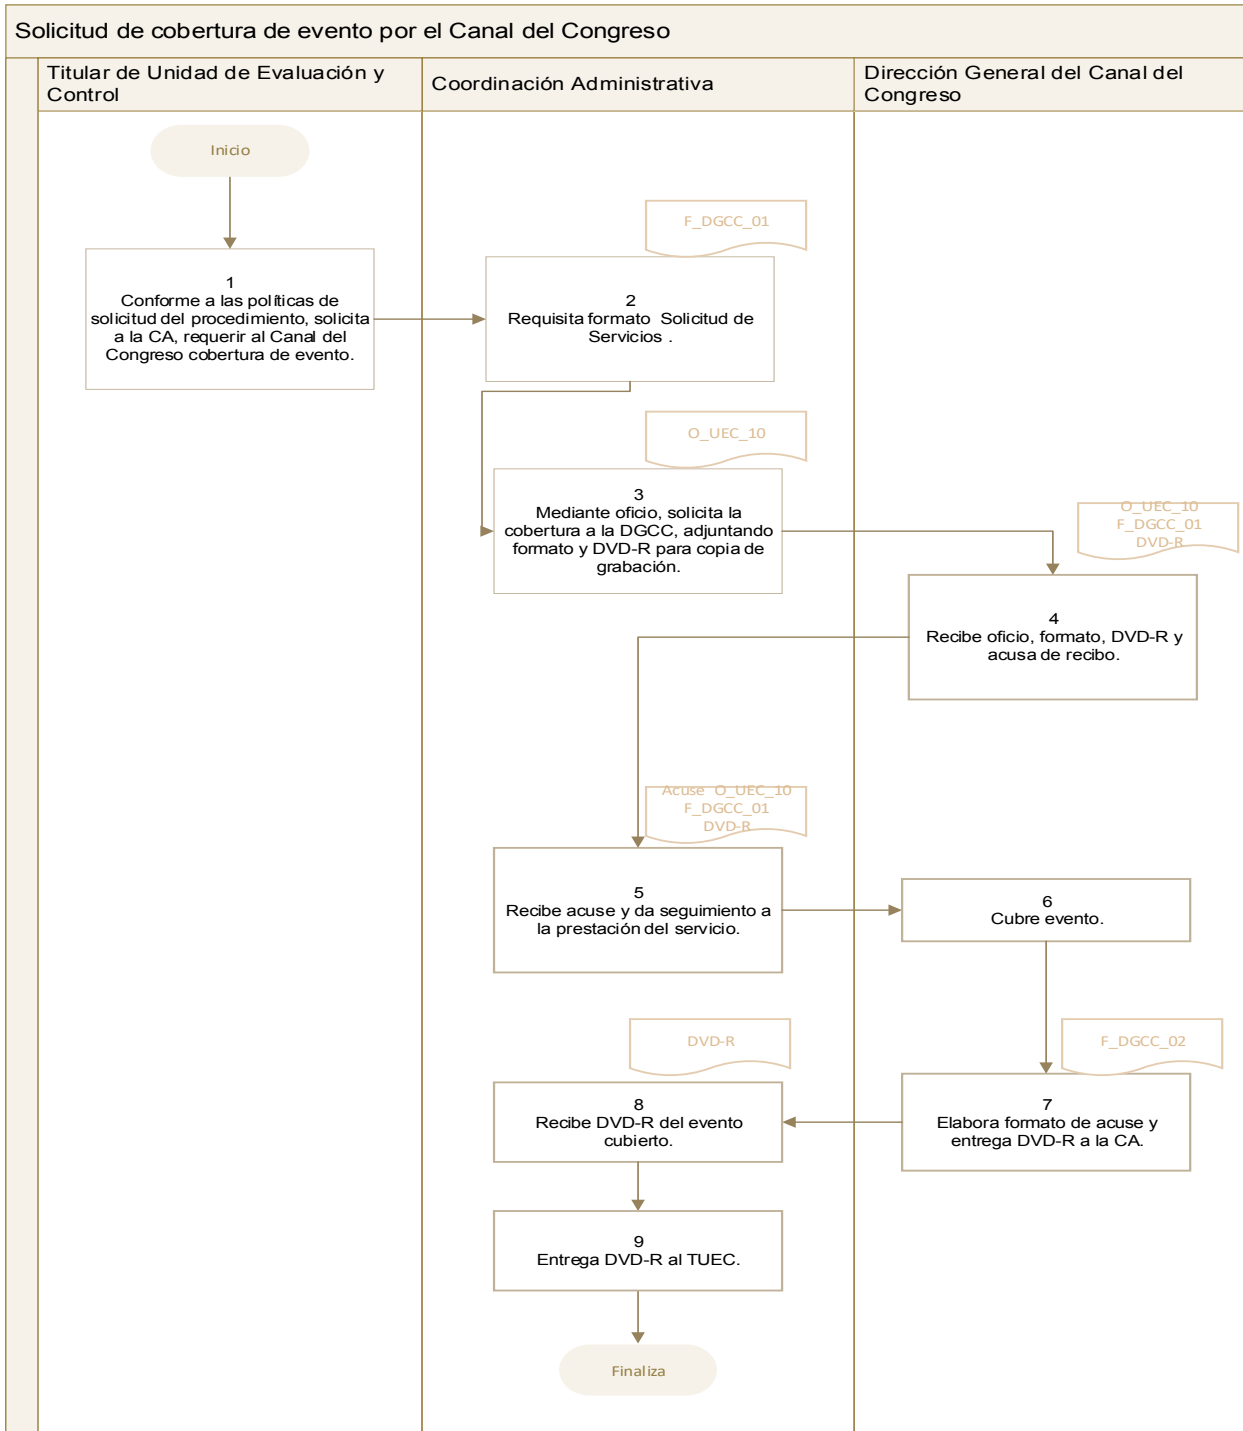 Solicitud de cobertura de evento por el Canal del Congreso
Titular de Unidad de Evaluación y
Control
Coordinación Administrativa
Dirección General del Canal del
Congreso
Inicio
F_DGCC_01
1
Conforme a las políticas de
solicitud del procedimiento, solicita
a la CA, requerir al Canal del
Congreso cobertura de evento.
2
Requisita formato Solicitud de
Servicios .
O_UEC_10
3
Mediante oficio, solicita la
cobertura a la DGCC, adjuntando
formato y DVD-R para copia de
grabación.
O_UEC_10
F_DGCC_01
DVD-R
4
Recibe oficio, formato, DVD-R y
acusa de recibo.
Acuse O_UEC_10
F_DGCC_01
DVD-R
5
Recibe acuse y da seguimiento a
la prestación del servicio.
6
Cubre evento.
DVD-R
F_DGCC_02
7
Elabora formato de acuse y
entrega DVD-R a la CA.
8
Recibe DVD-R del evento
cubierto.
9
Entrega DVD-R al TUEC.
Finaliza